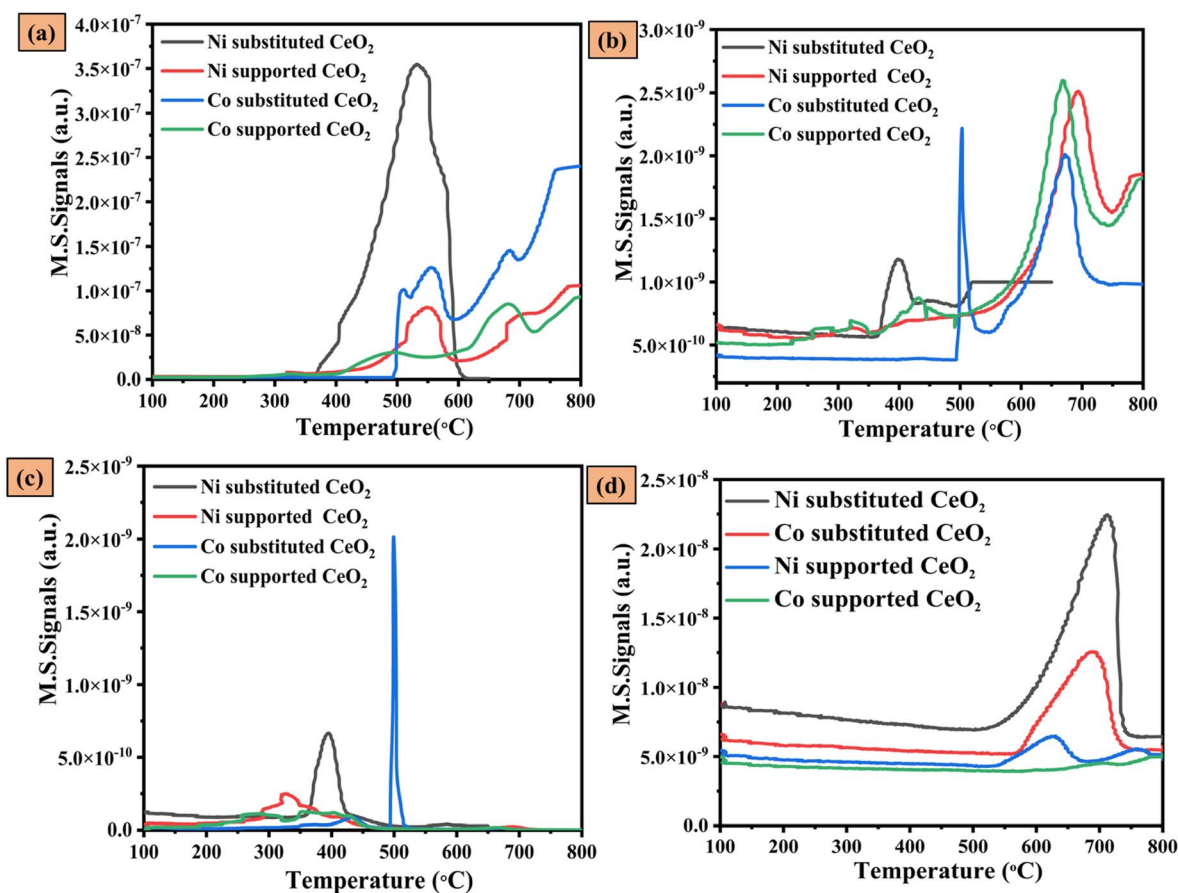 (a)
Ni substituted CeO₂
Ni supported CeO₂
Co substituted CeO₂
Co supported CeO₂
M.S.Signals (a.u.)
4.0×10⁻⁷
3.5×10⁻⁷
3.0×10⁻⁷
2.5×10⁻⁷
2.0×10⁻⁷
1.5×10⁻⁷
1.0×10⁻⁷
5.0×10⁻⁸
0.0
100 200 300 400 500 600 700 800
Temperature(°C)
(b)
Ni substituted CeO₂
Ni supported CeO₂
Co substituted CeO₂
Co supported CeO₂
M.S.Signals (a.u.)
3.0×10⁻⁹
2.5×10⁻⁹
2.0×10⁻⁹
1.5×10⁻⁹
1.0×10⁻⁹
5.0×10⁻¹⁰
100 200 300 400 500 600 700 800
Temperature (°C)
(c)
Ni substituted CeO₂
Ni supported CeO₂
Co substituted CeO₂
Co supported CeO₂
M.S.Signals (a.u.)
2.5×10⁻⁹
2.0×10⁻⁹
1.5×10⁻⁹
1.0×10⁻⁹
5.0×10⁻¹⁰
0.0
100 200 300 400 500 600 700 800
Temperature (°C)
(d)
Ni substituted CeO₂
Co substituted CeO₂
Ni supported CeO₂
Co supported CeO₂
M.S.Signals (a.u.)
2.5×10⁻⁸
2.0×10⁻⁸
1.5×10⁻⁸
1.0×10⁻⁸
5.0×10⁻⁹
0.0
100 200 300 400 500 600 700 800
Temperature (°C)